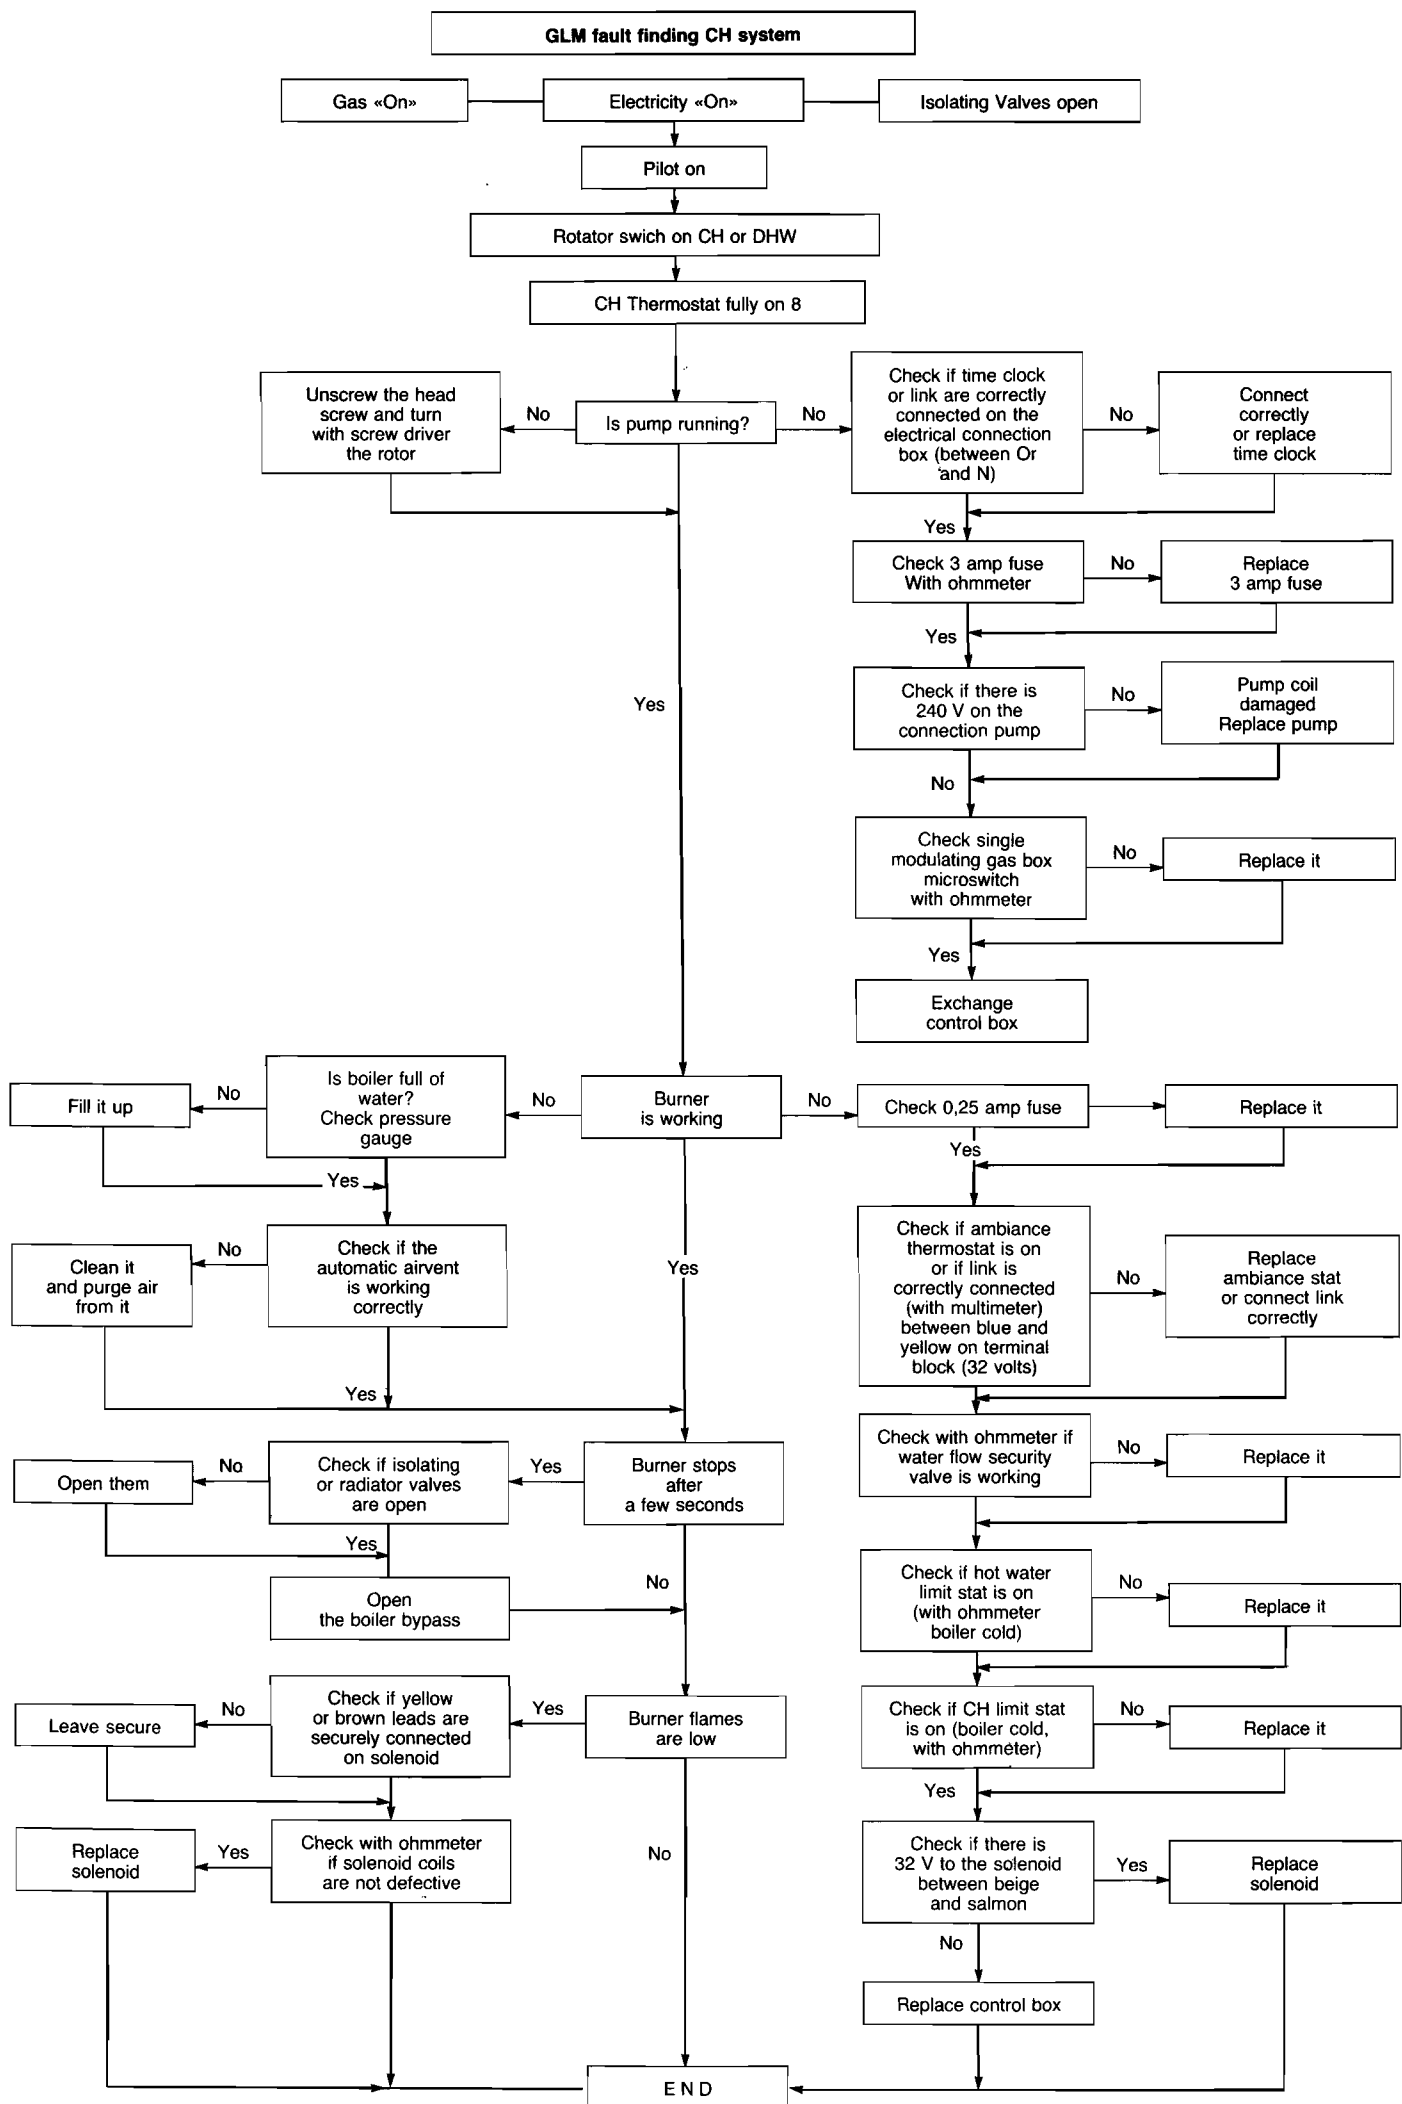 GLM fault finding CH system
Gas «On»
Electricity «On»
Isolating Valves open
Pilot on
Rotator swich on CH or DHW
CH Thermostat fully on 8
Unscrew the head
screw and turn
with screw driver
the rotor
No
Is pump running?
No
Check if time clock
or link are correctly
connected on the
electrical connection
box (between Or
and N)
No
Connect
correctly
or replace
time clock
Yes
Check 3 amp fuse
With ohmmeter
No
Replace
3 amp fuse
Yes
Yes
Check if there is
240 V on the
connection pump
No
Pump coil
damaged
Replace pump
No
Check single
modulating gas box
microswitch
with ohmmeter
No
Replace it
Yes
Exchange
control box
Fill it up
No
Is boiler full of
water?
Check pressure
gauge
No
Burner
is working
No
Check 0,25 amp fuse
Replace it
Yes
Yes
Clean it
and purge air
from it
No
Check if the
automatic airvent
is working
correctly
Yes
Yes
Check if ambiance
thermostat is on
or if link is
correctly connected
(with multimeter)
between blue and
yellow on terminal
block (32 volts)
No
Replace
ambiance stat
or connect link
correctly
Open them
No
Check if isolating
or radiator valves
are open
Yes
Burner stops
after
a few seconds
Check with ohmmeter if
water flow security
valve is working
No
Replace it
Yes
Open
the boiler bypass
No
Check if hot water
limit stat is on
(with ohmmeter
boiler cold)
No
Replace it
Leave secure
No
Check if yellow
or brown leads are
securely connected
on solenoid
Yes
Burner flames
are low
Check if CH limit stat
is on (boiler cold,
with ohmmeter)
No
Replace it
Yes
Replace
solenoid
Yes
Check with ohmmeter
if solenoid coils
are not defective
No
Check if there is
32 V to the solenoid
between beige
and salmon
Yes
Replace
solenoid
No
Replace control box
END